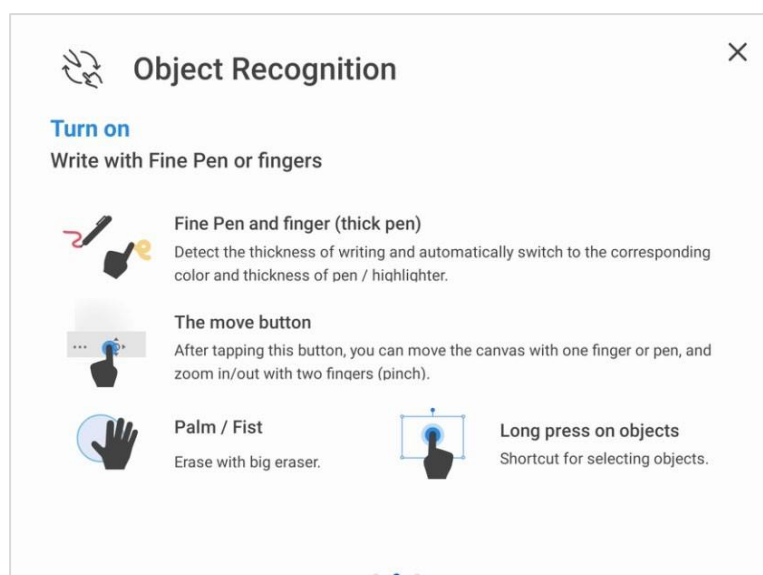 Object Recognition
Turn on
Write with Fine Pen or fingers
Fine Pen and finger (thick pen)
Detect the thickness of writing and automatically switch to the corresponding
color and thickness of pen / highlighter.
The move button
After tapping this button, you can move the canvas with one finger or pen, and
zoom in/out with two fingers (pinch).
Palm / Fist
Erase with big eraser.
Long press on objects
Shortcut for selecting objects.